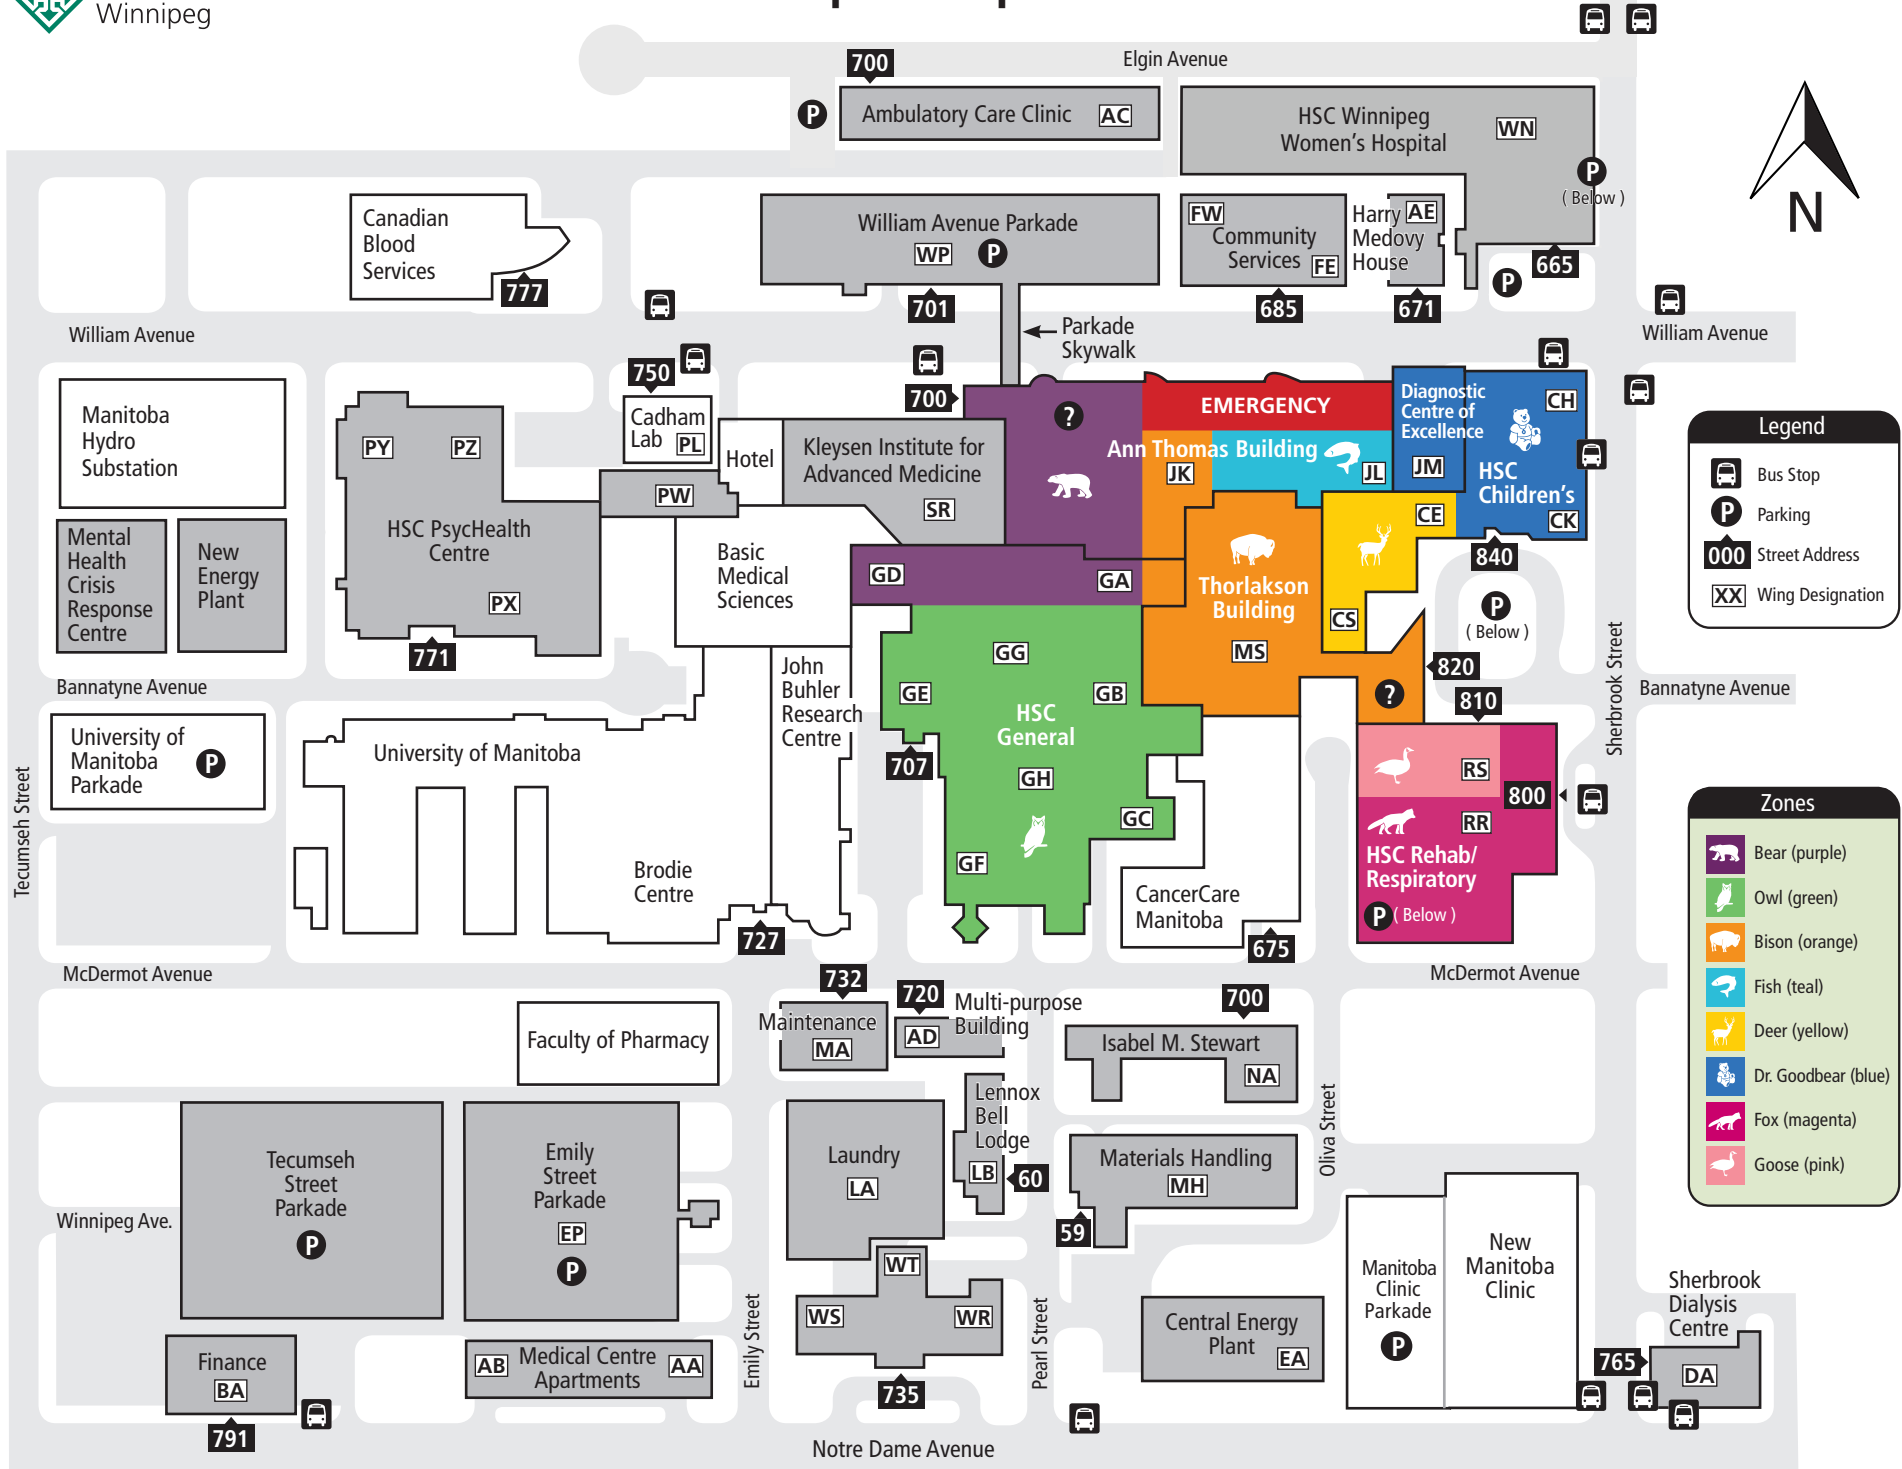 Winnipeg
Elgin Avenue
700
P
Ambulatory Care Clinic AC
HSC Winnipeg
Women's Hospital
WN
P
( Below )
N
Canadian
Blood
Services
777
William Avenue Parkade
WP P
701
FW
Community
Services FE
685
Harry AE
Medovy
House
671
665
P
William Avenue
Parkade
Skywalk
William Avenue
Manitoba
Hydro
Substation
PY PZ
HSC PsycHealth
Centre
PX
771
750
Cadham
Lab PL
PW
Hotel
700
Kleysen Institute for
Advanced Medicine
SR
?
EMERGENCY
Ann Thomas Building
JK
JL
Diagnostic
Centre of
Excellence
JM
CH
HSC
Children's
CK
CE
840
CS
P
( Below )
Legend
Bus Stop
P Parking
000 Street Address
XX Wing Designation
Mental
Health
Crisis
Response
Centre
New
Energy
Plant
Basic
Medical
Sciences
GD GA
Thorlakson
Building
MS
820
?
810
Sherbrook Street
Bannatyne Avenue
Bannatyne Avenue
University of
Manitoba
Parkade
P
Tecumseh Street
University of Manitoba
John
Buhler
Research
Centre
Brodie
Centre
727
GG
GE GB
HSC
General
707
GH
GC
GF
CancerCare
Manitoba
675
RS
800
RR
HSC Rehab/
Respiratory
P ( Below )
Zones
Bear (purple)
Owl (green)
Bison (orange)
Fish (teal)
Deer (yellow)
Dr. Goodbear (blue)
Fox (magenta)
Goose (pink)
McDermot Avenue
McDermot Avenue
Faculty of Pharmacy
732
Maintenance
MA
720
AD
Multi-purpose
Building
700
Isabel M. Stewart
NA
Oliva Street
Lennox
Bell
Lodge
LB
60
Laundry
LA
Materials Handling
MH
59
Tecumseh
Street
Parkade
P
Emily
Street
Parkade
EP
P
Winnipeg Ave.
WT
WS WR
735
Emily Street
Pearl Street
Central Energy
Plant
EA
Manitoba
Clinic
Parkade
P
New
Manitoba
Clinic
Sherbrook
Dialysis
Centre
765
DA
Finance
BA
791
AB Medical Centre AA
Apartments
Notre Dame Avenue